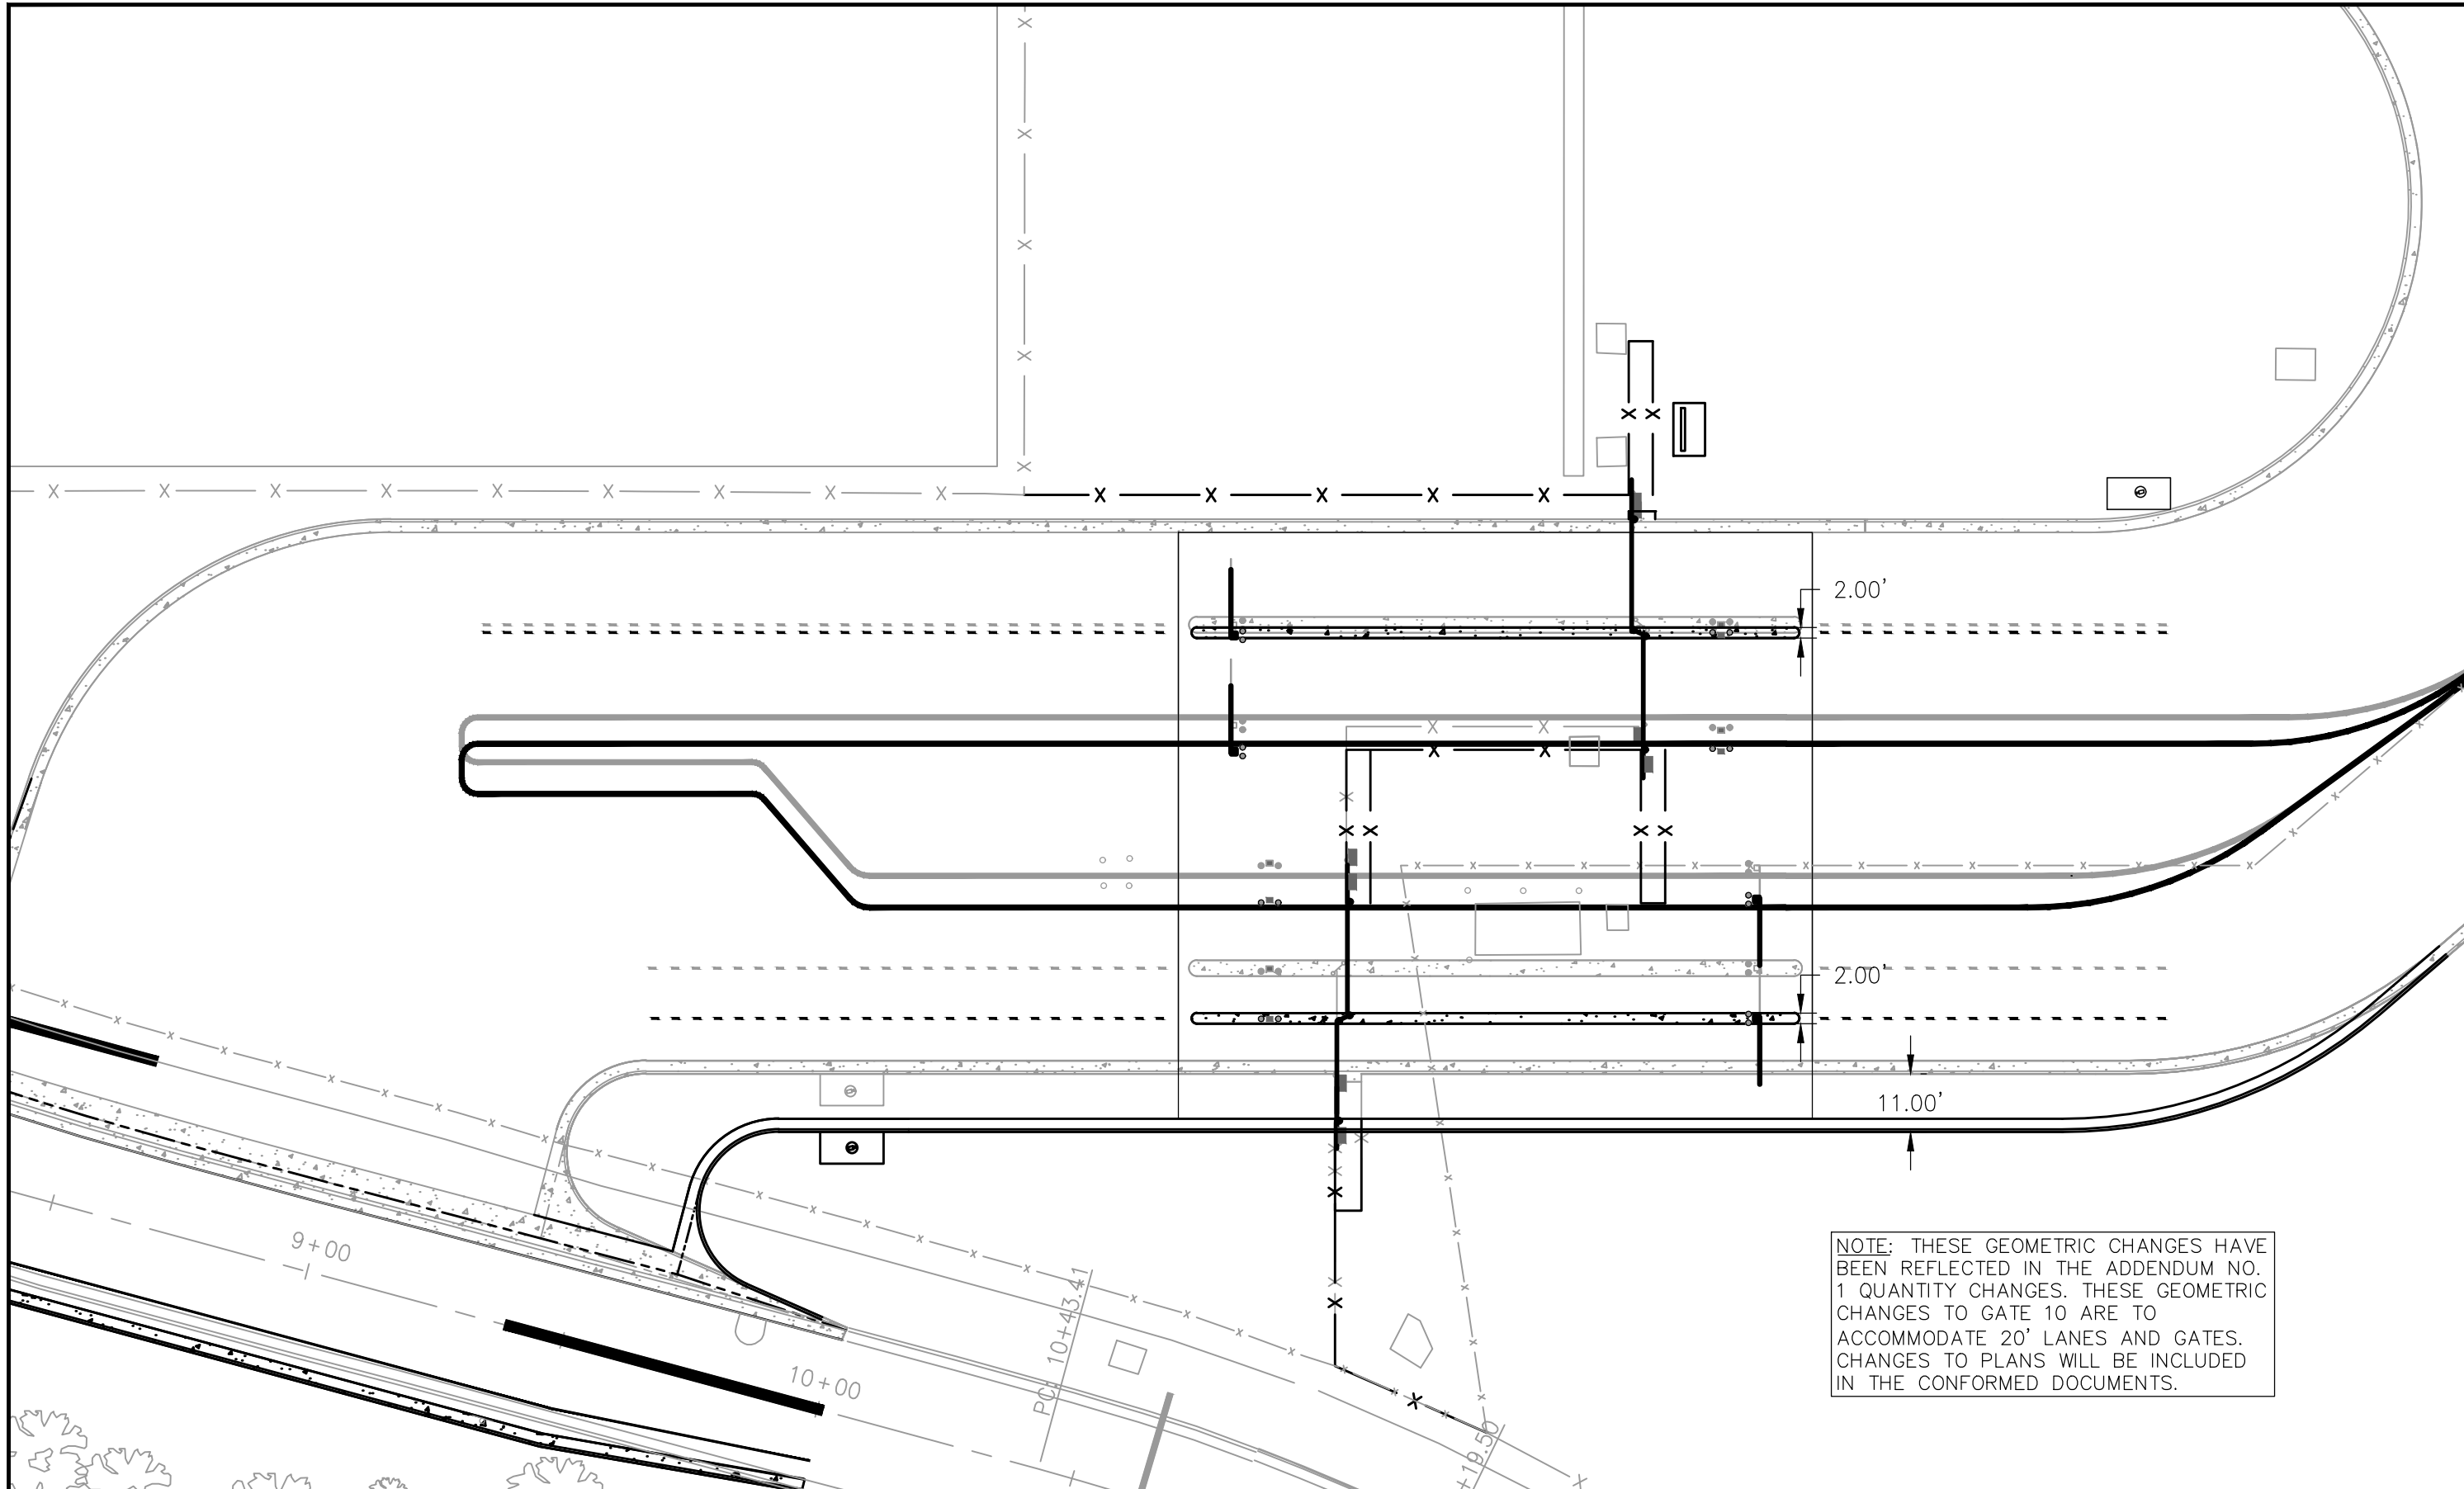 2.00'
2.00'
11.00'
9+00
10+00
PC: 10+43.41
+19.50
NOTE: THESE GEOMETRIC CHANGES HAVE
BEEN REFLECTED IN THE ADDENDUM NO.
1 QUANTITY CHANGES. THESE GEOMETRIC
CHANGES TO GATE 10 ARE TO
ACCOMMODATE 20' LANES AND GATES.
CHANGES TO PLANS WILL BE INCLUDED
IN THE CONFORMED DOCUMENTS.